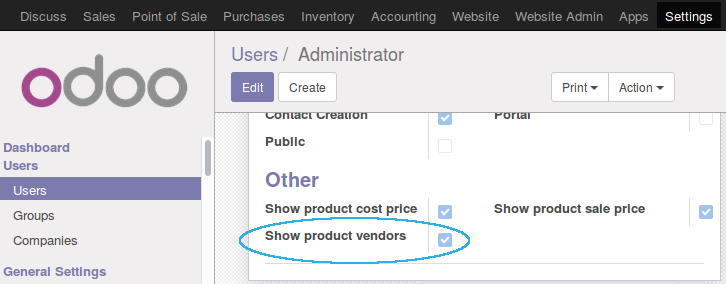 Discuss Sales Point of Sale Purchases Inventory Accounting Website Website Admin Apps Settings
odoo
Users / Administrator
Edit Create Print Action
Contact Creation Portal
Public
Dashboard
Users
Users
Groups
Companies
General Settings
Other
Show product cost price Show product sale price
Show product vendors